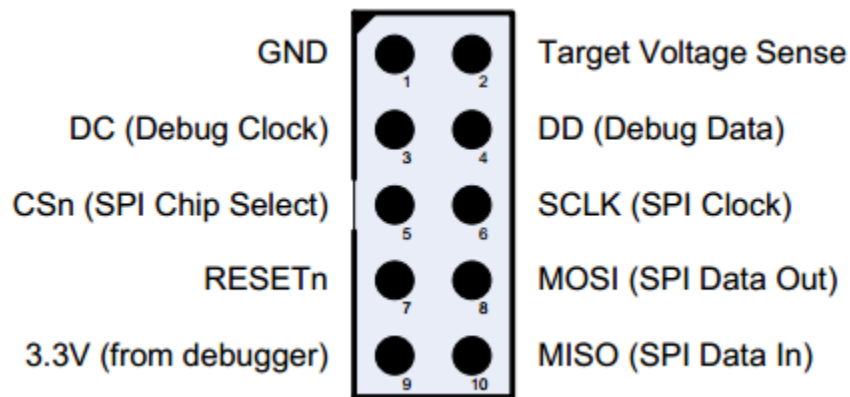 GND 1 2 Target Voltage Sense
DC (Debug Clock) 3 4 DD (Debug Data)
CSn (SPI Chip Select) 5 6 SCLK (SPI Clock)
RESETn 7 8 MOSI (SPI Data Out)
3.3V (from debugger) 9 10 MISO (SPI Data In)